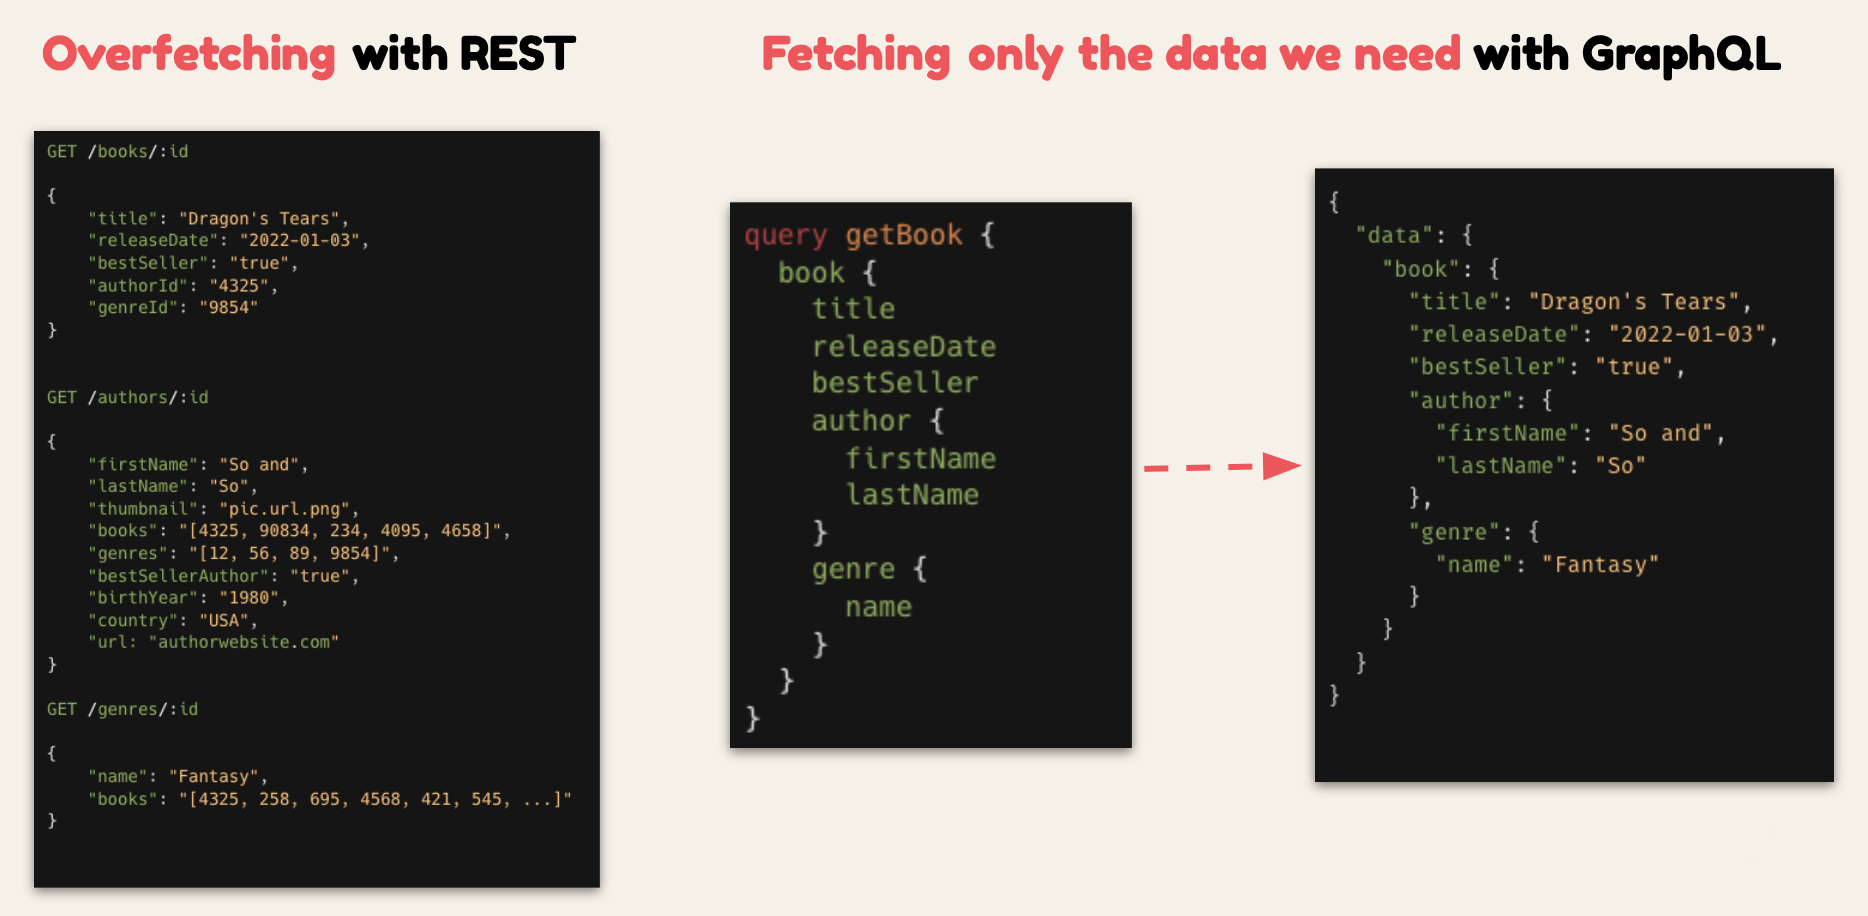 Overfetching with REST
GET /books/:id
{
    "title": "Dragon's Tears",
    "releaseDate": "2022-01-03",
    "bestSeller": "true",
    "authorId": "4325",
    "genreId": "9854"
}
GET /authors/:id
{
    "firstName": "So and",
    "lastName": "So",
    "thumbnail": "pic.url.png",
    "books": "[4325, 90834, 234, 4095, 4658]",
    "genres": "[12, 56, 89, 9854]",
    "bestSellerAuthor": "true",
    "birthYear": "1980",
    "country": "USA",
    "url: "authorwebsite.com"
}
GET /genres/:id
{
    "name": "Fantasy",
    "books": "[4325, 258, 695, 4568, 421, 545, ...]"
}
Fetching only the data we need with GraphQL
query getBook {
  book {
    title
    releaseDate
    bestSeller
    author {
      firstName
      lastName
    }
    genre {
      name
    }
  }
}
{
  "data": {
    "book": {
      "title": "Dragon's Tears",
      "releaseDate": "2022-01-03",
      "bestSeller": "true",
      "author": {
        "firstName": "So and",
        "lastName": "So"
      },
      "genre": {
        "name": "Fantasy"
      }
    }
  }
}